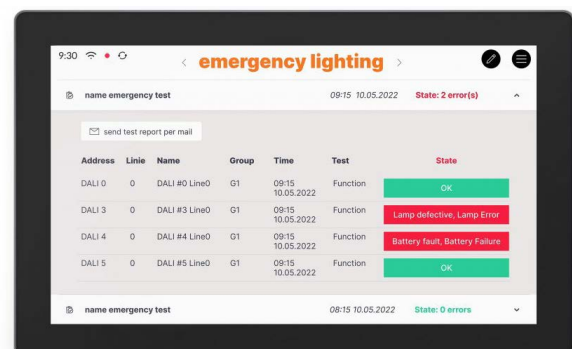 9:30
emergency lighting
name emergency test 09:15 10.05.2022 State: 2 error(s)
send test report per mail
Address Linie Name Group Time Test State
DALI 0 0 DALI #0 Line0 G1 09:15 10.05.2022 Function OK
DALI 3 0 DALI #3 Line0 G1 09:15 10.05.2022 Function Lamp defective, Lamp Error
DALI 4 0 DALI #4 Line0 G1 09:15 10.05.2022 Function Battery fault, Battery Failure
DALI 5 0 DALI #5 Line0 G1 09:15 10.05.2022 Function OK
name emergency test 08:15 10.05.2022 State: 0 errors